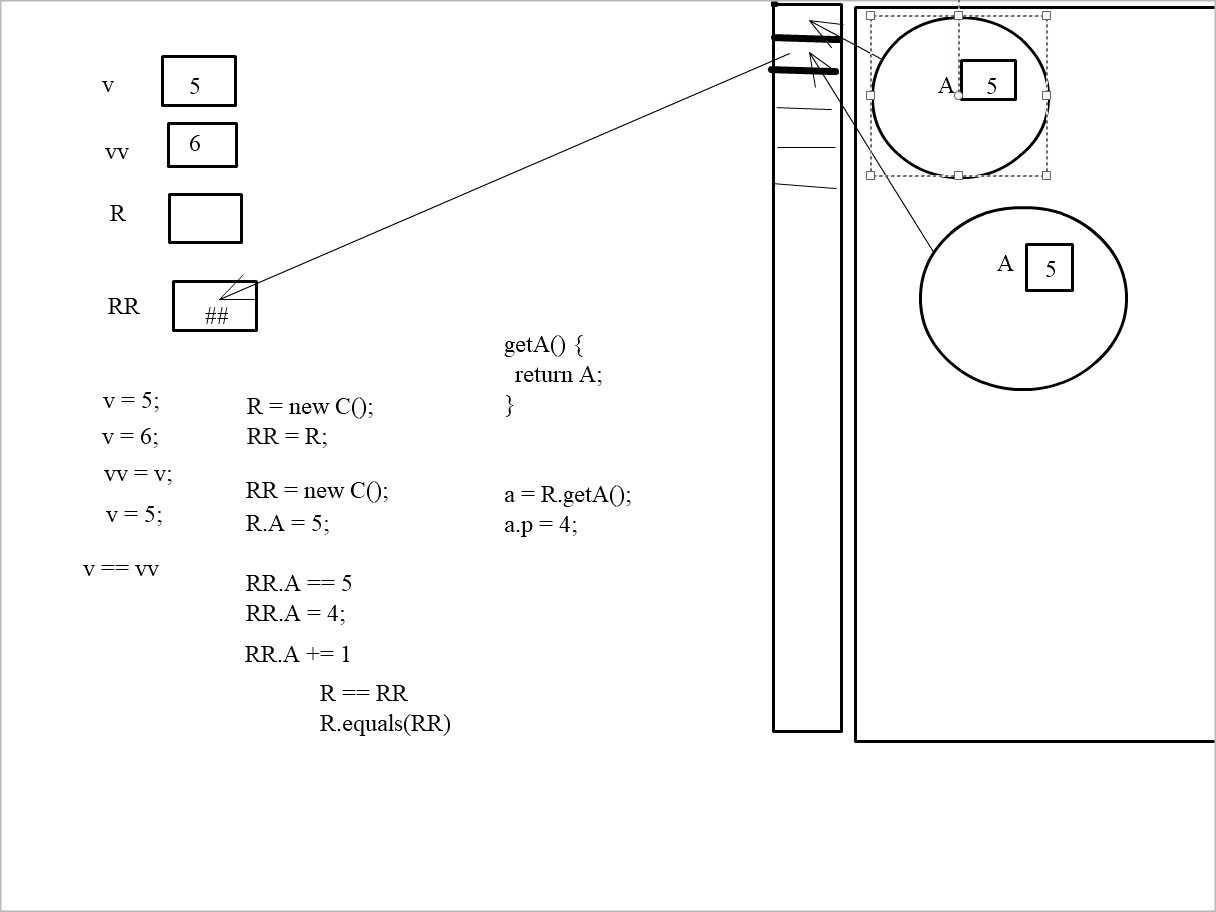 v
5
vv
6
R
RR
##
A
5
A
5
v = 5;
v = 6;
vv = v;
v = 5;
v == vv
R = new C();
RR = R;
RR = new C();
R.A = 5;
RR.A == 5
RR.A = 4;
RR.A += 1
R == RR
R.equals(RR)
getA() {
return A;
}
a = R.getA();
a.p = 4;